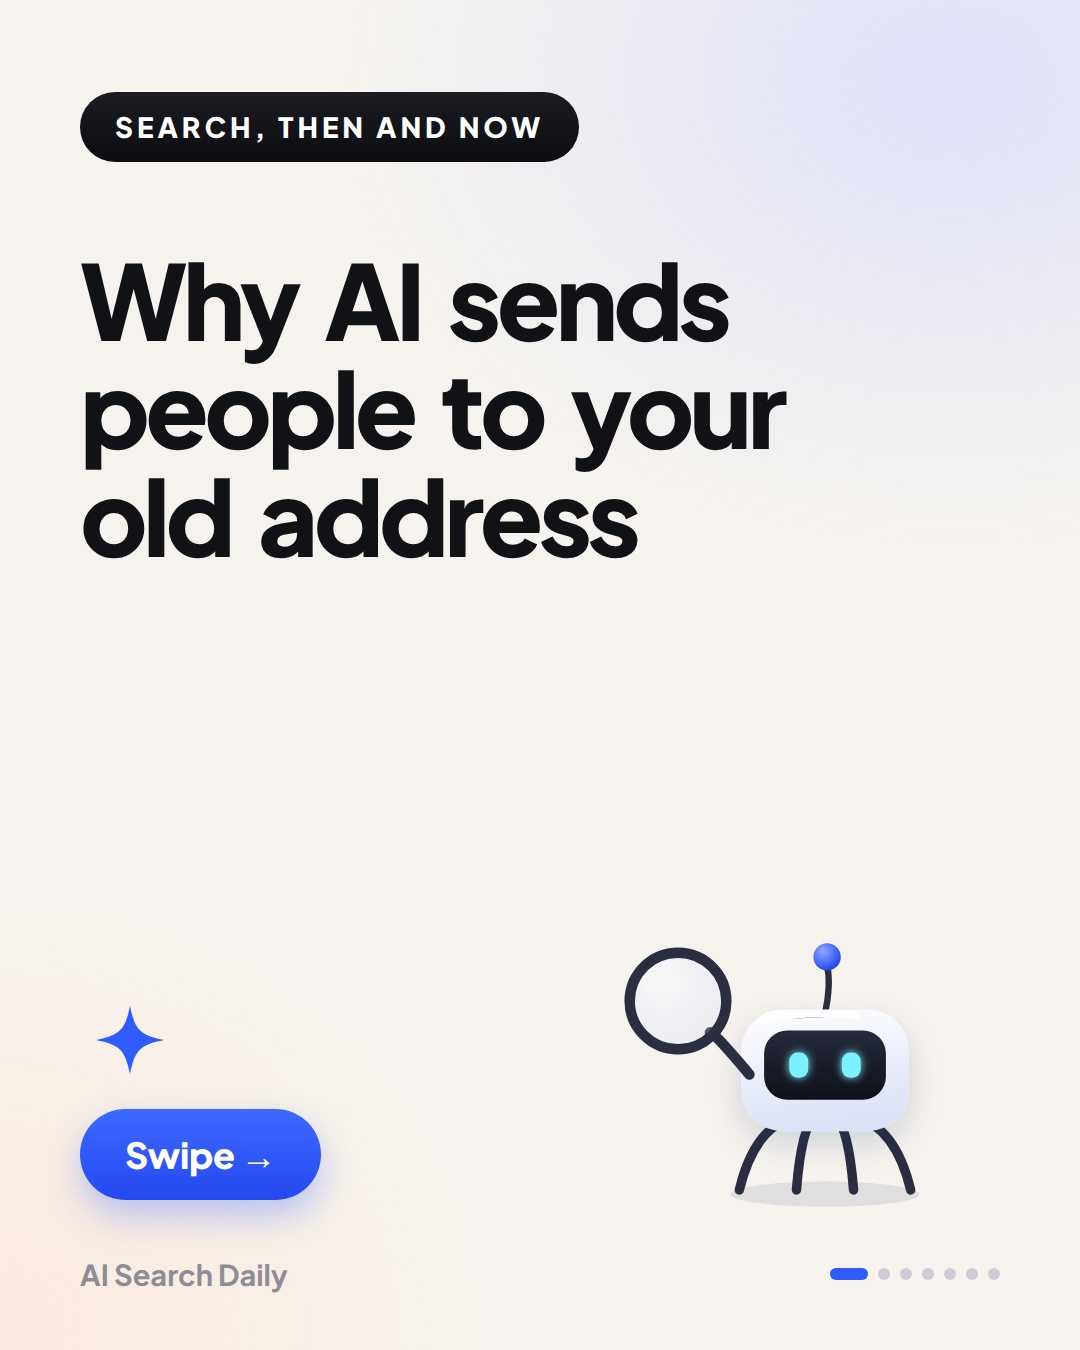 SEARCH, THEN AND NOW
Why AI sends
people to your
old address
Swipe →
AI Search Daily